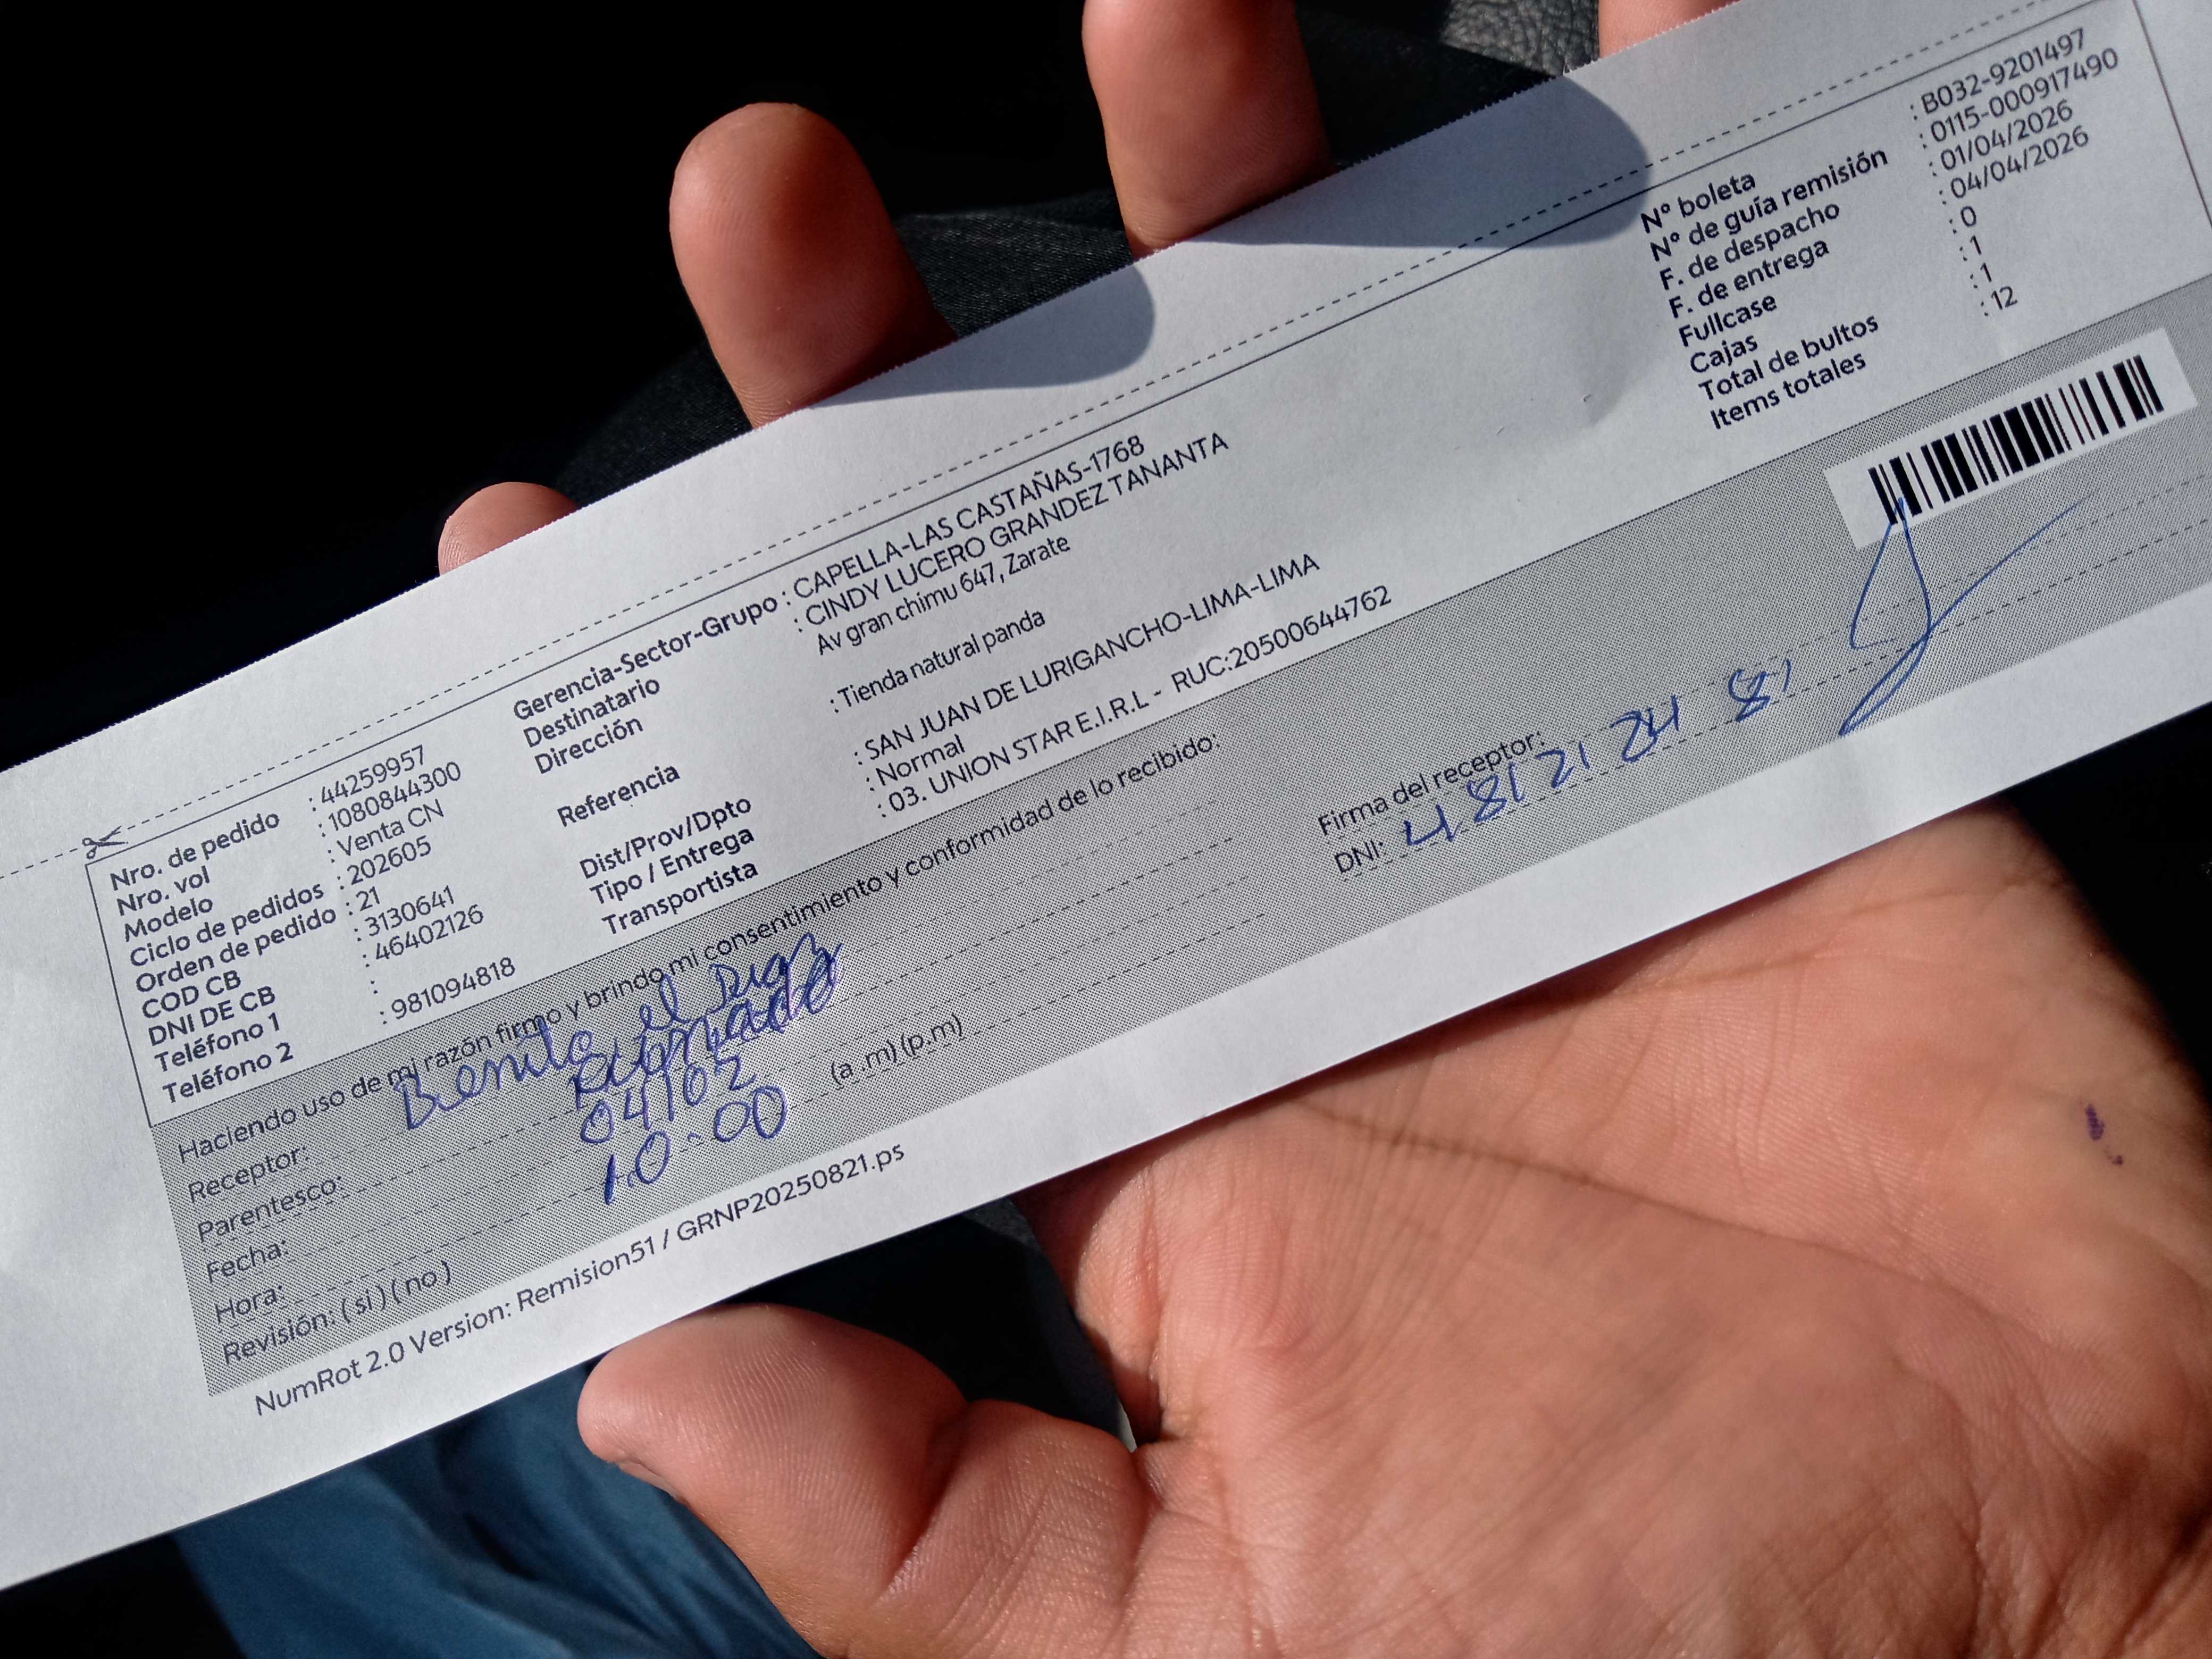 Nro. de pedido : 44259957
Nro. vol : 1080844300
Modelo : Venta CN
Ciclo de pedidos : 202605
Orden de pedido : 21
COD CB : 3130641
DNI DE CB : 46402126
Teléfono 1 :
Teléfono 2 : 981094818
Gerencia-Sector-Grupo : CAPELLA-LAS CASTAÑAS-1768
Destinatario : CINDY LUCERO GRANDEZ TANANTA
Dirección Av gran chimu 647, Zarate
Referencia : Tienda natural panda
Dist/Prov/Dpto : SAN JUAN DE LURIGANCHO-LIMA-LIMA
Tipo / Entrega : Normal
Transportista : 03. UNION STAR E.I.R.L - RUC:20500644762
N° boleta : B032-9201497
N° de guía remisión : 0115-000917490
F. de despacho : 01/04/2026
F. de entrega : 04/04/2026
Fullcase : 0
Cajas : 1
Total de bultos : 1
Items totales : 12
Haciendo uso de mi razón firmo y brindo mi consentimiento y conformidad de lo recibido:
Receptor: Benito el
Parentesco:
Fecha:
Hora: 10:00 (a .m) (p.m)
Revisión: ( si ) ( no )
Firma del receptor:
DNI:
NumRot 2.0 Version: Remision51 / GRNP20250821.ps